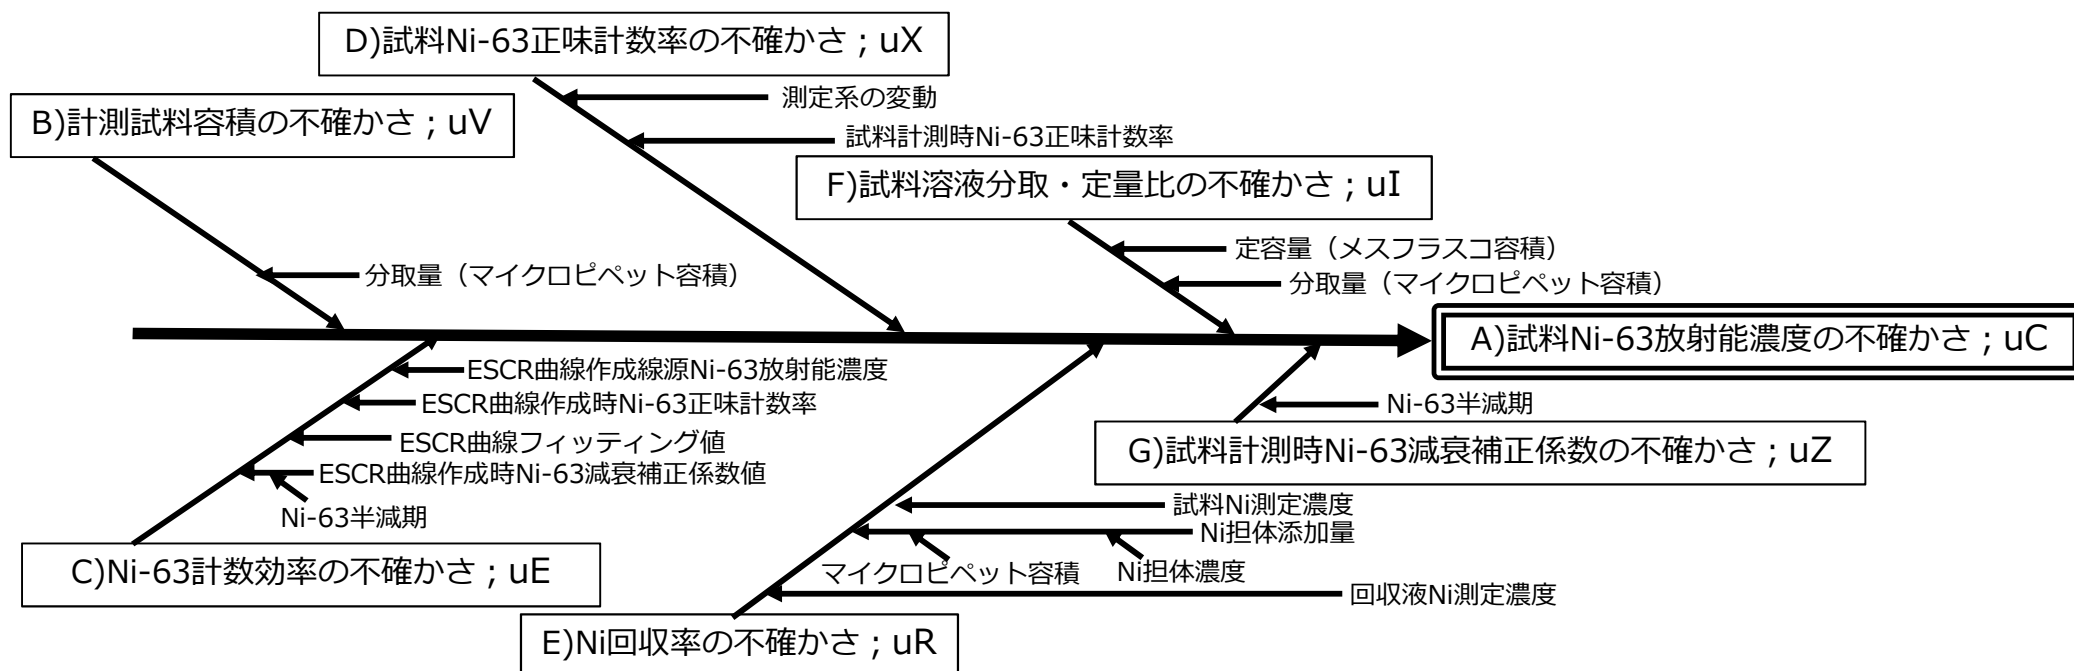 D)試料Ni-63正味計数率の不確かさ；uX
測定系の変動
試料計測時Ni-63正味計数率
B)計測試料容積の不確かさ；uV
分取量（マイクロピペット容積）
F)試料溶液分取・定量比の不確かさ；uI
定容量（メスフラスコ容積）
分取量（マイクロピペット容積）
A)試料Ni-63放射能濃度の不確かさ；uC
ESCR曲線作成線源Ni-63放射能濃度
ESCR曲線作成時Ni-63正味計数率
ESCR曲線フィッティング値
ESCR曲線作成時Ni-63減衰補正係数値
Ni-63半減期
C)Ni-63計数効率の不確かさ；uE
Ni-63半減期
G)試料計測時Ni-63減衰補正係数の不確かさ；uZ
試料Ni測定濃度
Ni担体添加量
マイクロピペット容積
Ni担体濃度
回収液Ni測定濃度
E)Ni回収率の不確かさ；uR